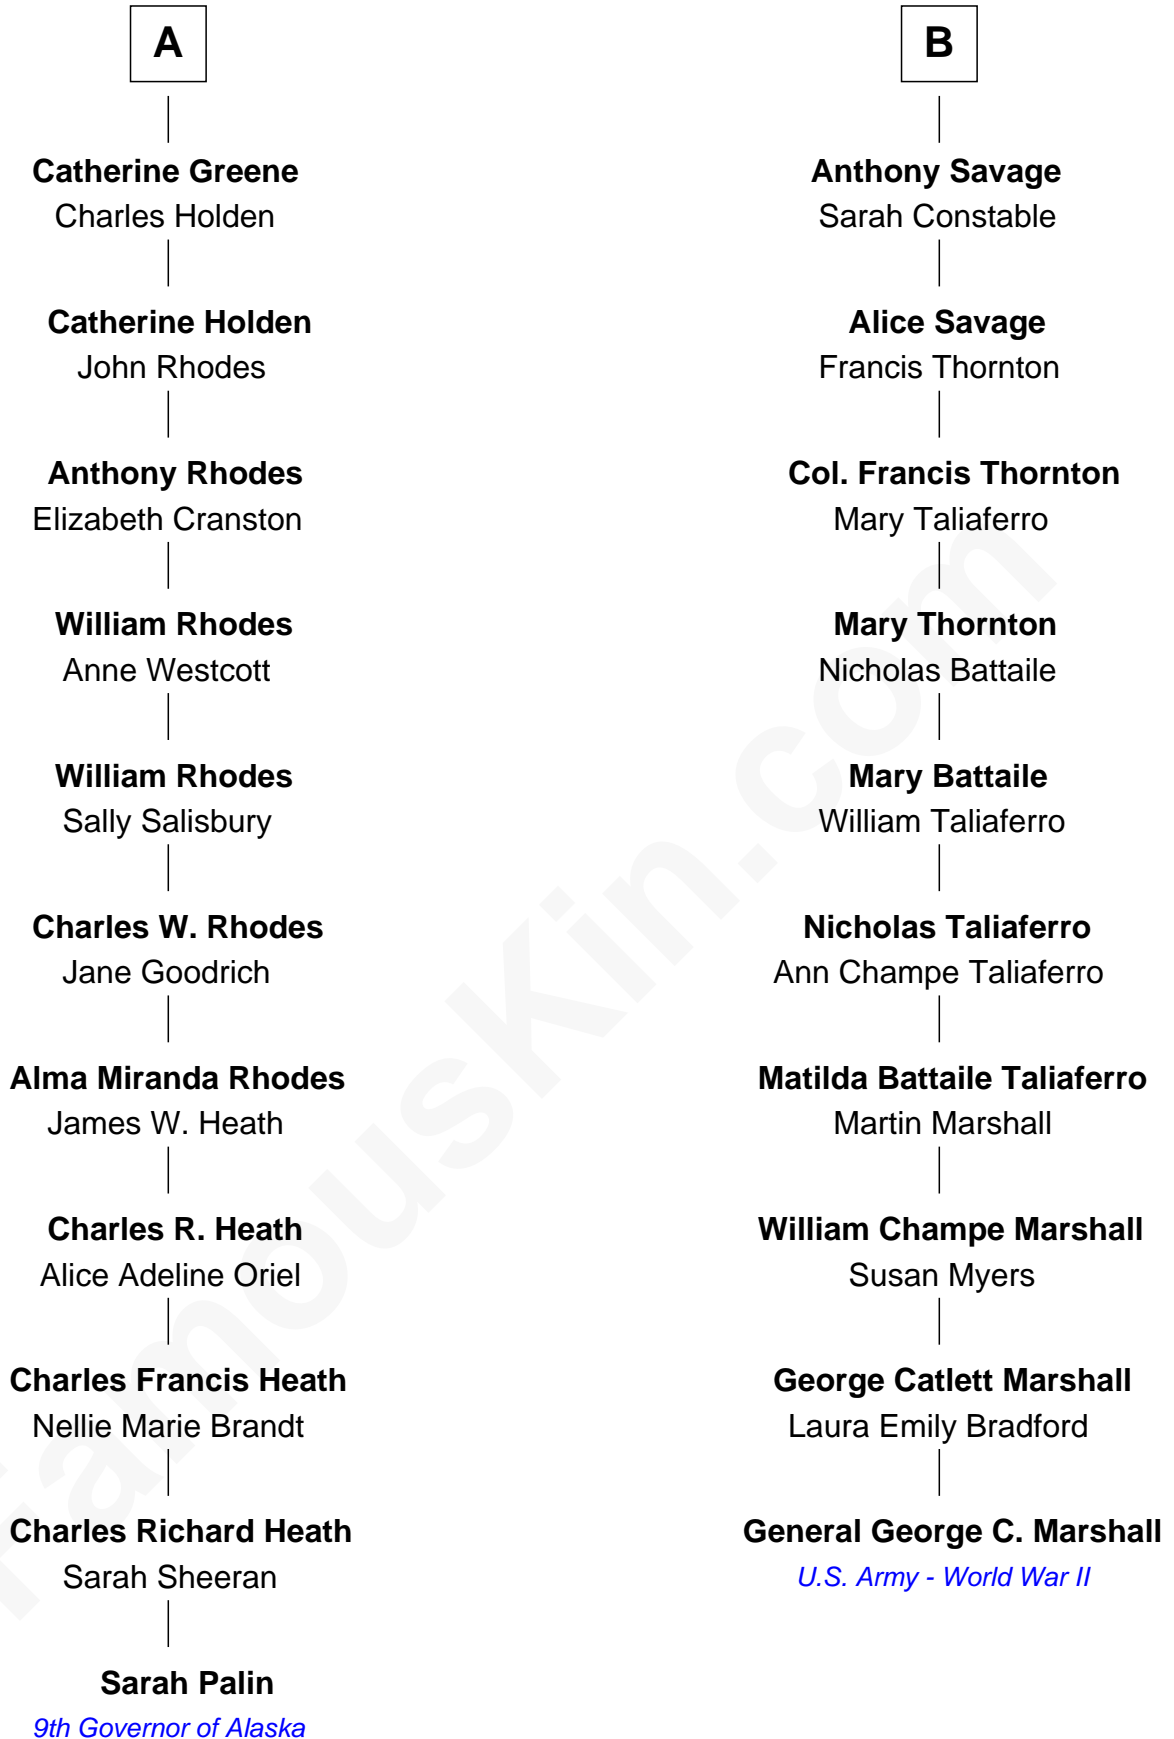 A
Catherine Greene
Charles Holden
Catherine Holden
John Rhodes
Anthony Rhodes
Elizabeth Cranston
William Rhodes
Anne Westcott
William Rhodes
Sally Salisbury
Charles W. Rhodes
Jane Goodrich
Alma Miranda Rhodes
James W. Heath
Charles R. Heath
Alice Adeline Oriel
Charles Francis Heath
Nellie Marie Brandt
Charles Richard Heath
Sarah Sheeran
Sarah Palin
9th Governor of Alaska
B
Anthony Savage
Sarah Constable
Alice Savage
Francis Thornton
Col. Francis Thornton
Mary Taliaferro
Mary Thornton
Nicholas Battaile
Mary Battaile
William Taliaferro
Nicholas Taliaferro
Ann Champe Taliaferro
Matilda Battaile Taliaferro
Martin Marshall
William Champe Marshall
Susan Myers
George Catlett Marshall
Laura Emily Bradford
General George C. Marshall
U.S. Army - World War II
FamousKin.com